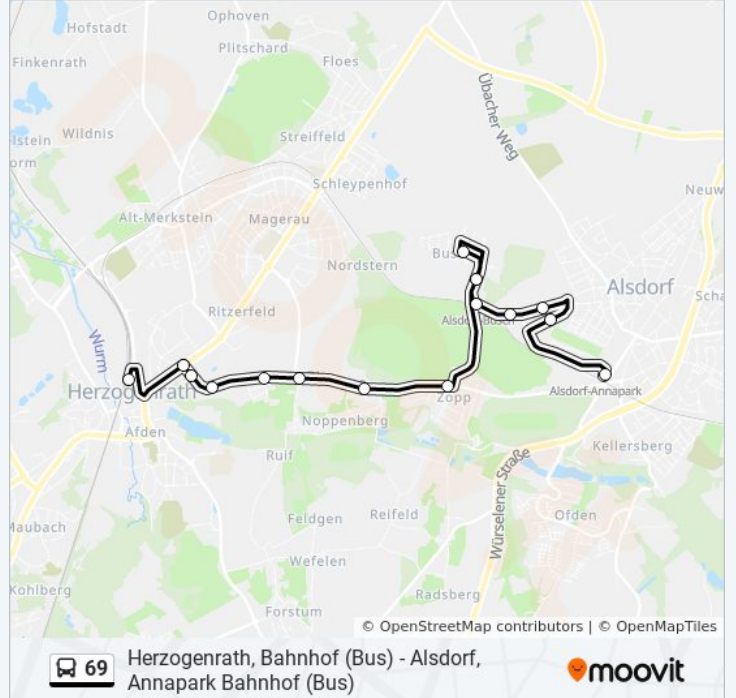 Ophoven
Hofstadt
Plitschard
Floes
Finkenrath
Übacher Weg
Wildnis
Streiffeld
Schleypenhof
Neuw
Alt-Merkstein
Magerau
Bus
Nordstern
Alsdorf
Ritzerfeld
Wurm
Herzogenrath
Alsdorf-Annapark
Zopp
Noppenberg
Afden
Kellersberg
Ruif
Würselener Straße
Feldgen
Reifeld
Ofden
Maubach
Wefelen
Kohlberg
Radsberg
Forstum
© OpenStreetMap contributors | © OpenMapTiles
69
Herzogenrath, Bahnhof (Bus) - Alsdorf,
Annapark Bahnhof (Bus)
moovit